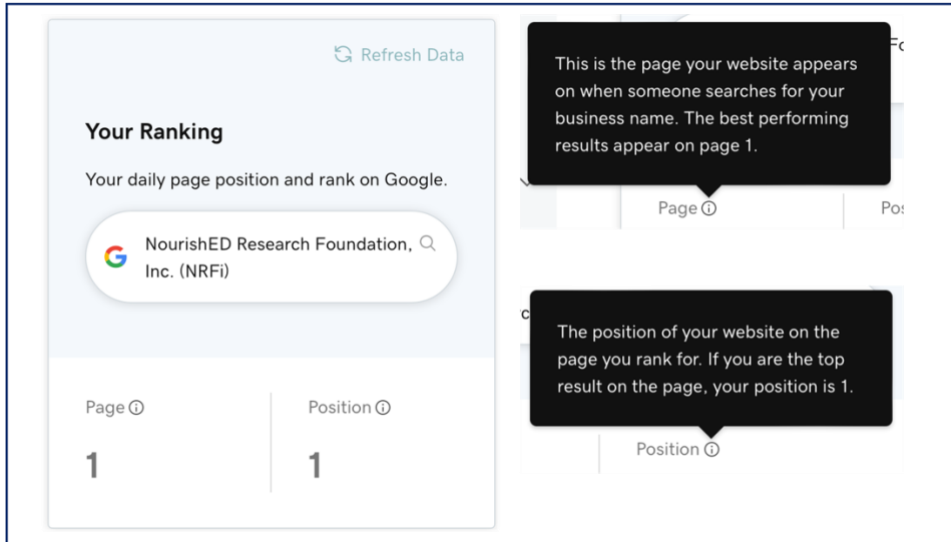 Refresh Data
Your Ranking
Your daily page position and rank on Google.
NourishED Research Foundation,
Inc. (NRFi)
Page
Position
1
1
This is the page your website appears
on when someone searches for your
business name. The best performing
results appear on page 1.
Page
The position of your website on the
page you rank for. If you are the top
result on the page, your position is 1.
Position